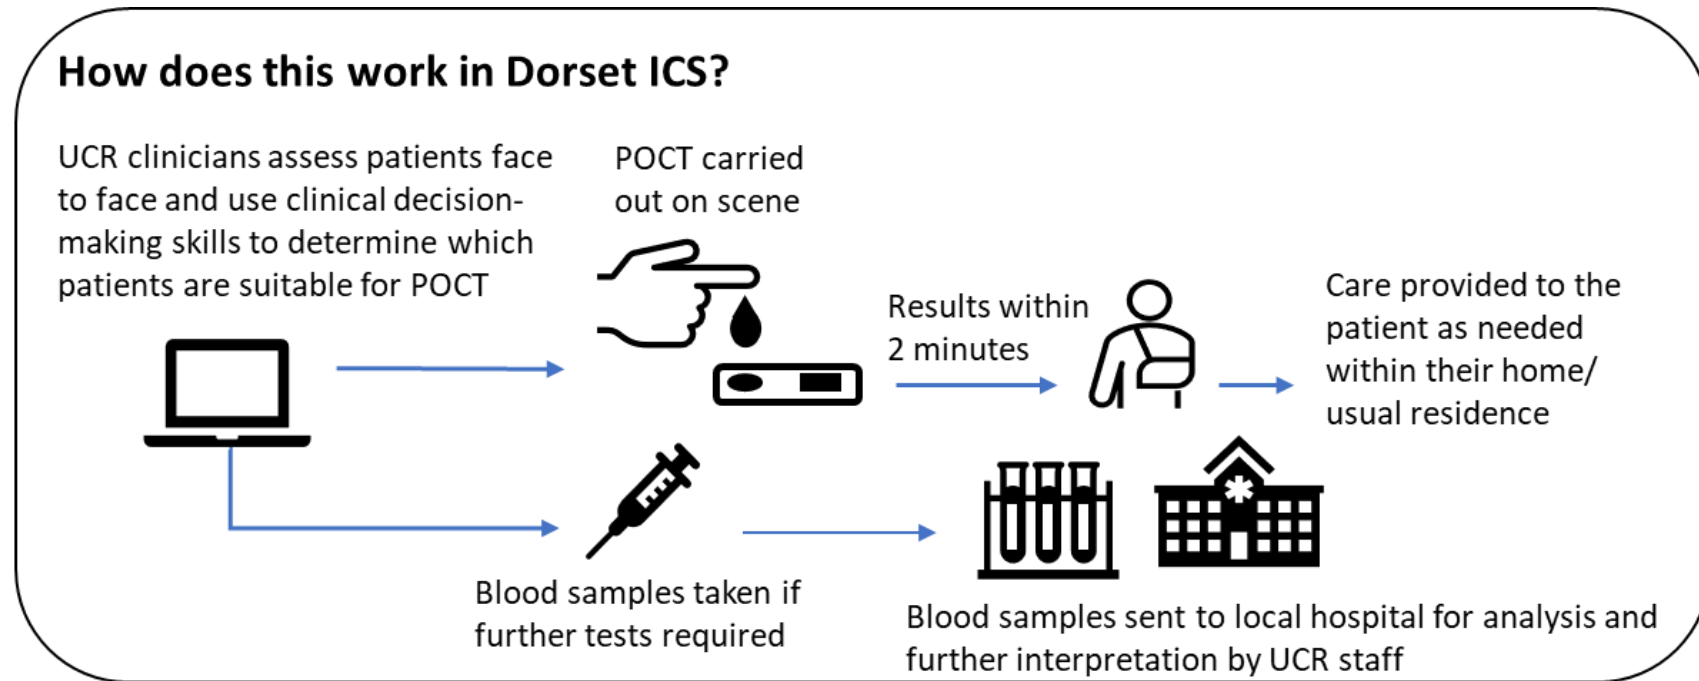 How does this work in Dorset ICS?
UCR clinicians assess patients face
to face and use clinical decision-
making skills to determine which
patients are suitable for POCT
POCT carried
out on scene
Results within
2 minutes
Care provided to the
patient as needed
within their home/
usual residence
Blood samples taken if
further tests required
Blood samples sent to local hospital for analysis and
further interpretation by UCR staff